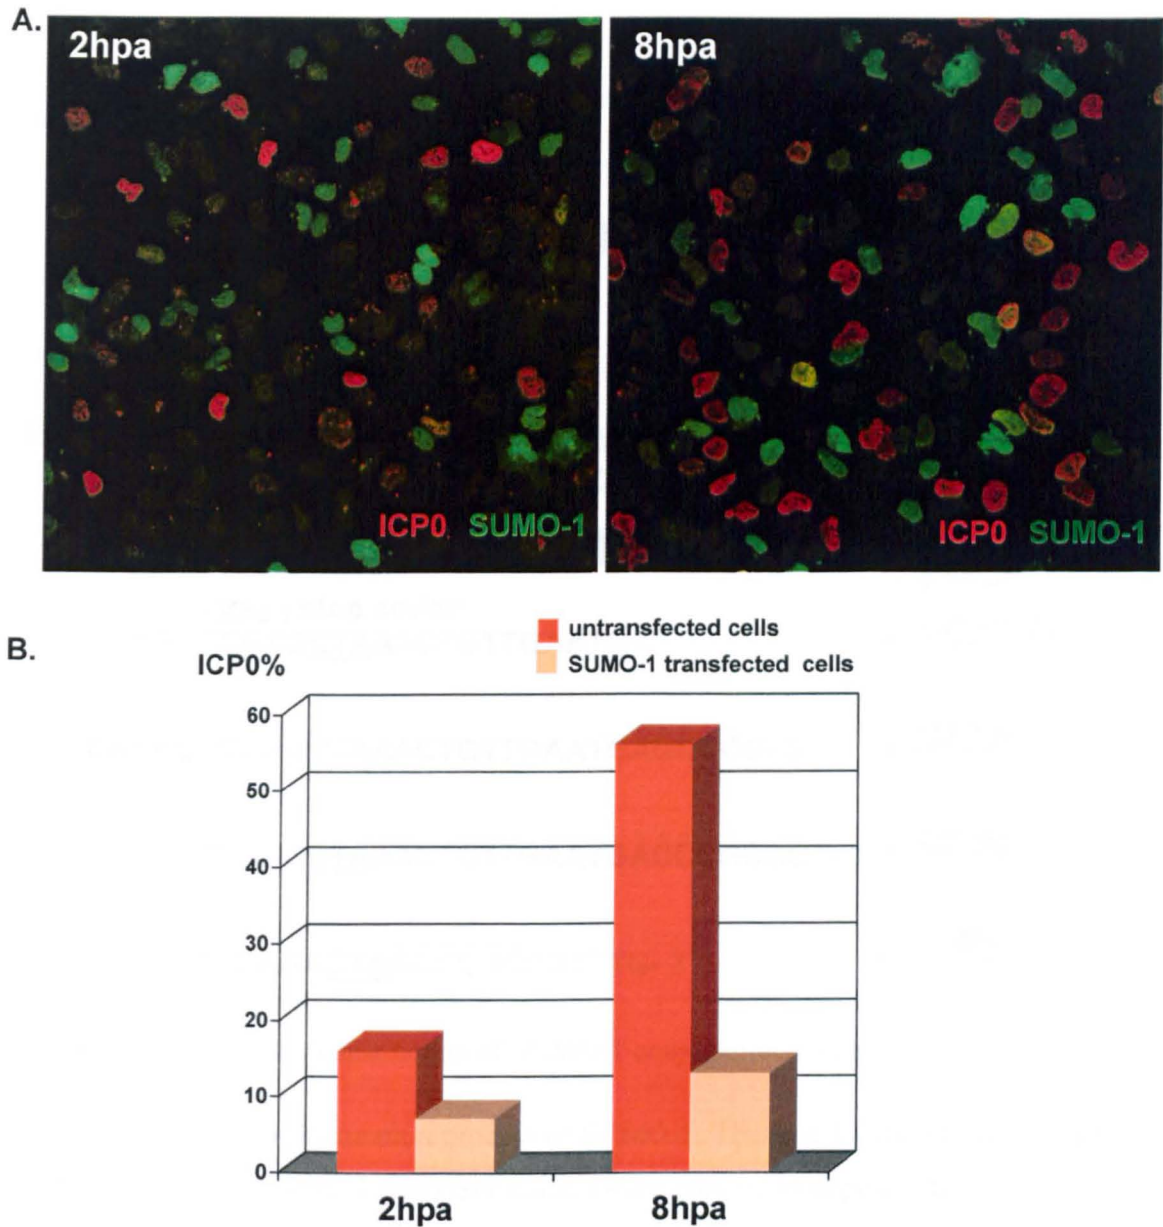 A.
2hpa
8hpa
ICP0 SUMO-1
ICP0 SUMO-1
B.
ICP0%
untransfected cells
SUMO-1 transfected cells
60
50
40
30
20
10
0
2hpa
8hpa